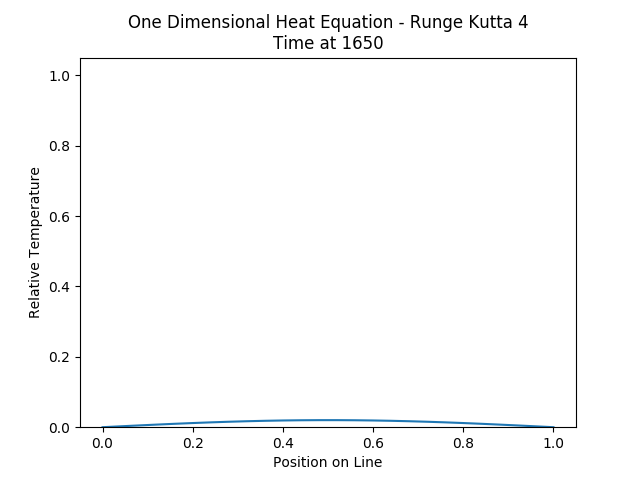 One Dimensional Heat Equation - Runge Kutta 4
Time at 1650
1.0
0.8
0.6
0.4
0.2
0.0
Relative Temperature
0.0 0.2 0.4 0.6 0.8 1.0
Position on Line